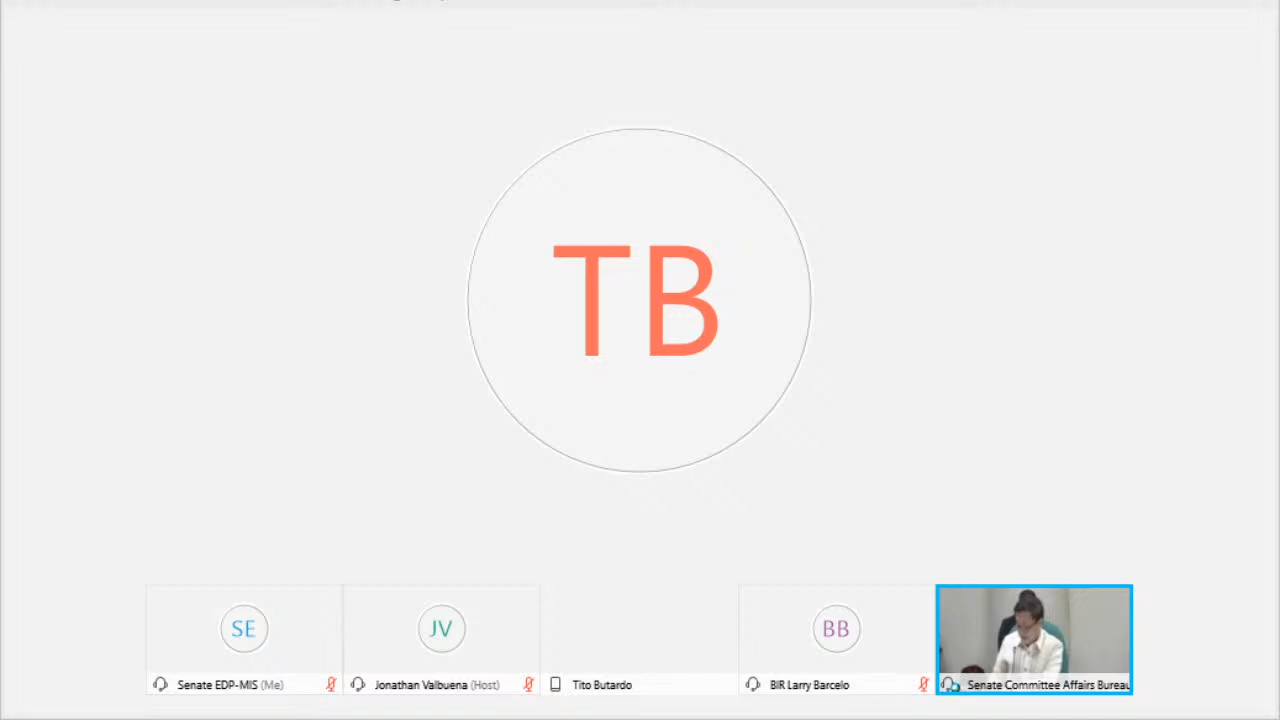 TB
SE
JV
BB
Senate EDP-MIS (Me)
Jonathan Valbuena (Host)
Tito Butardo
BIR Larry Barcelo
Senate Committee Affairs Bureau